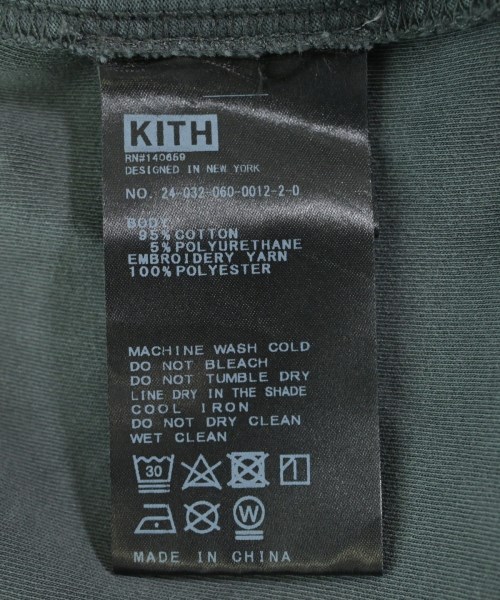 KITH
RN#140659
DESIGNED IN NEW YORK
NO. 24-032-060-0012-2-0
BODY
95% COTTON
5% POLYURETHANE
EMBROIDERY YARN
100% POLYESTER
MACHINE WASH COLD
DO NOT BLEACH
DO NOT TUMBLE DRY
LINE DRY IN THE SHADE
COOL IRON
DO NOT DRY CLEAN
WET CLEAN
30
W
MADE IN CHINA